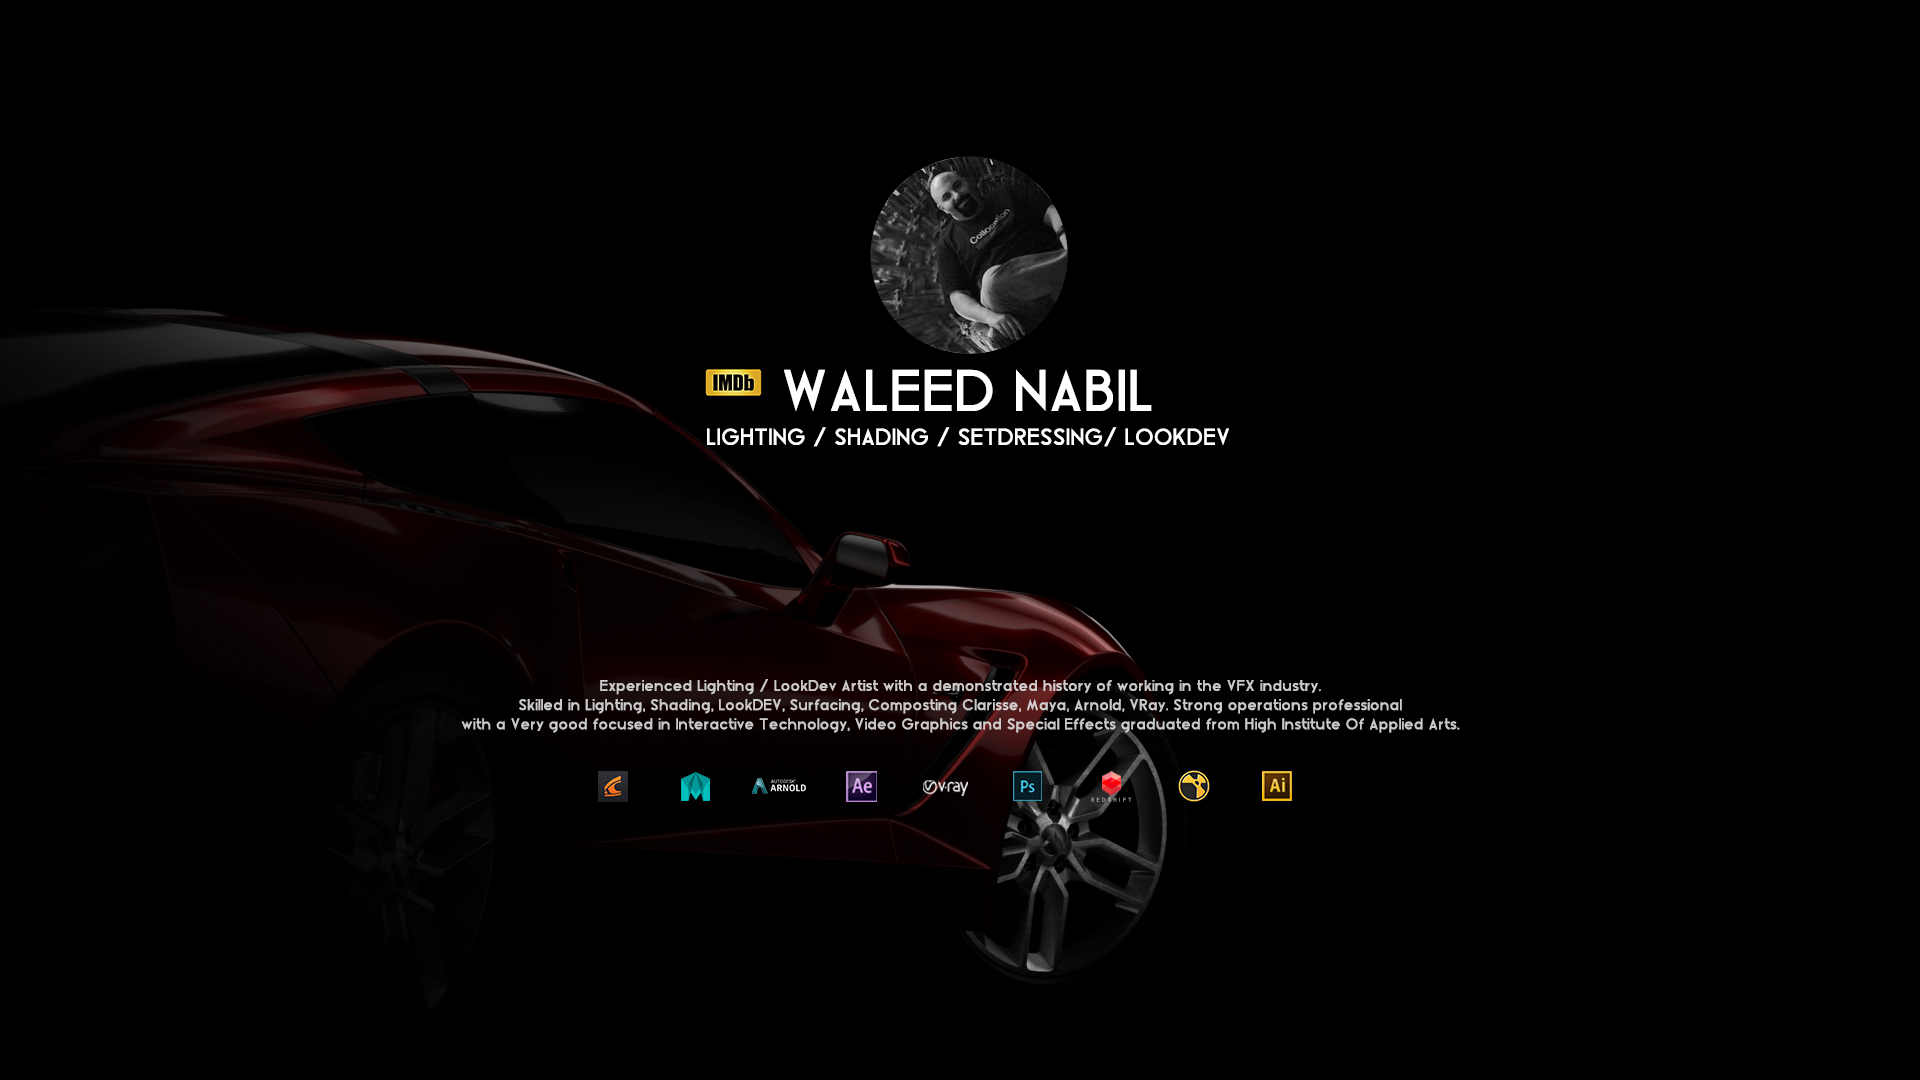 Collocation
IMDb WALEED NABIL
LIGHTING / SHADING / SETDRESSING/ LOOKDEV
Experienced Lighting / LookDev Artist with a demonstrated history of working in the VFX industry.
Skilled in Lighting, Shading, LookDEV, Surfacing, Composting Clarisse, Maya, Arnold, VRay. Strong operations professional
with a Very good focused in Interactive Technology, Video Graphics and Special Effects graduated from High Institute Of Applied Arts.
AUTODESK
ARNOLD Ae v·ray Ps REDSHIFT Ai